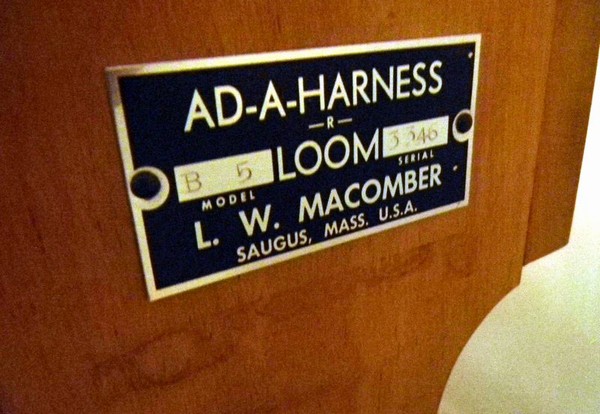 AD-A-HARNESS
-R-
B 5 LOOM 3346
MODEL SERIAL
L. W. MACOMBER
SAUGUS, MASS. U.S.A.